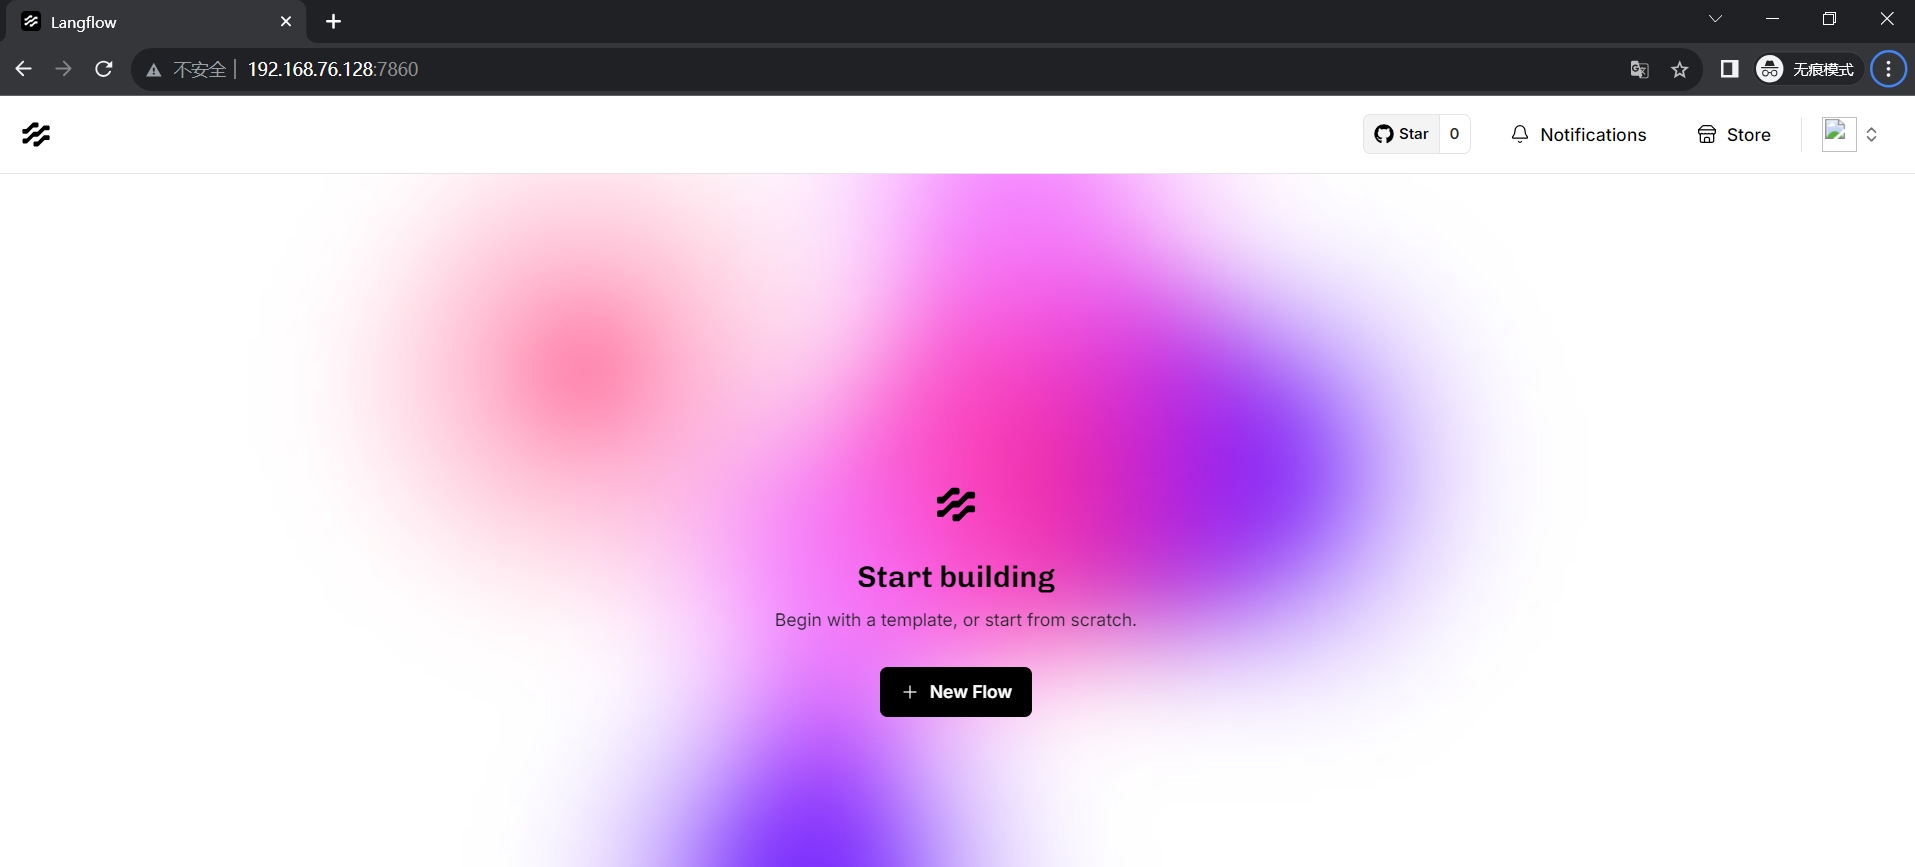 Langflow
不安全 192.168.76.128:7860
无痕模式
Star 0
Notifications
Store
Start building
Begin with a template, or start from scratch.
New Flow